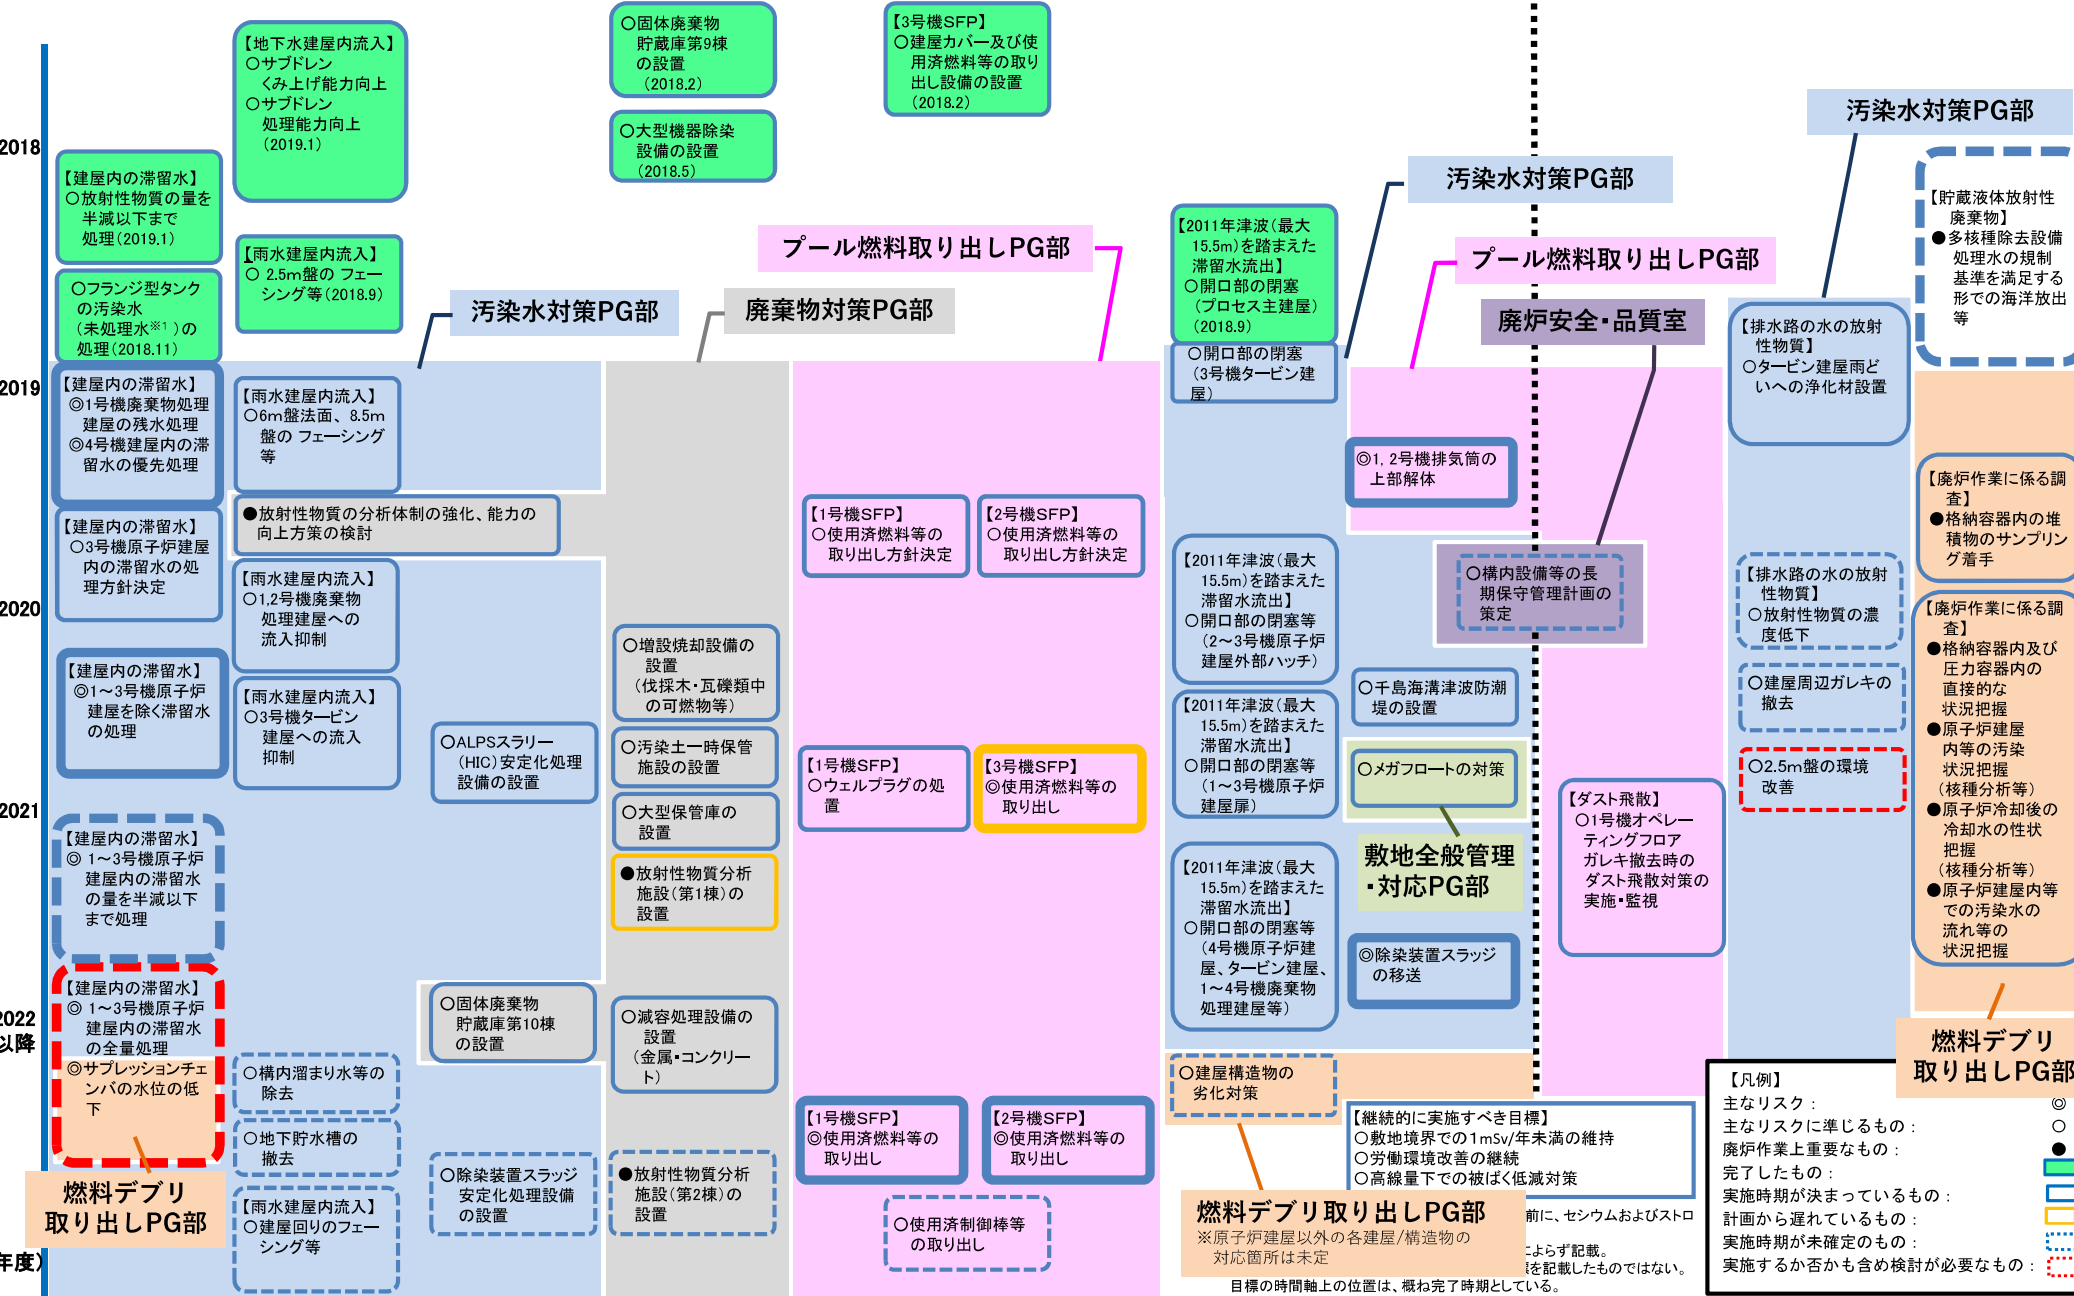 2018
2019
2020
2021
2022
以降
年度)
【地下水建屋内流入】
○サブドレン
くみ上げ能力向上
○サブドレン
処理能力向上
(2019.1)
【建屋内の滞留水】
○放射性物質の量を
半減以下まで
処理(2019.1)
【雨水建屋内流入】
○ 2.5m盤の フェー
シング等(2018.9)
○フランジ型タンク
の汚染水
(未処理水※1 )の
処理(2018.11)
○固体廃棄物
貯蔵庫第9棟
の設置
(2018.2)
○大型機器除染
設備の設置
(2018.5)
【3号機SFP】
○建屋カバー及び使
用済燃料等の取り
出し設備の設置
(2018.2)
汚染水対策PG部
廃棄物対策PG部
プール燃料取り出しPG部
【建屋内の滞留水】
◎1号機廃棄物処理
建屋の残水処理
◎4号機建屋内の滞
留水の優先処理
【雨水建屋内流入】
○6m盤法面、8.5m
盤の フェーシング
等
●放射性物質の分析体制の強化、能力の
向上方策の検討
【建屋内の滞留水】
○3号機原子炉建屋
内の滞留水の処
理方針決定
【雨水建屋内流入】
○1,2号機廃棄物
処理建屋への
流入抑制
【建屋内の滞留水】
◎1～3号機原子炉
建屋を除く滞留水
の処理
【雨水建屋内流入】
○3号機タービン
建屋への流入
抑制
○ALPSスラリー
(HIC)安定化処理
設備の設置
【建屋内の滞留水】
◎ 1～3号機原子炉
建屋内の滞留水
の量を半減以下
まで処理
【建屋内の滞留水】
◎ 1～3号機原子炉
建屋内の滞留水
の全量処理
◎サプレッションチェ
ンバの水位の低
下
燃料デブリ
取り出しPG部
○構内溜まり水等の
除去
○地下貯水槽の
撤去
【雨水建屋内流入】
○建屋回りのフェー
シング等
○固体廃棄物
貯蔵庫第10棟
の設置
○除染装置スラッジ
安定化処理設備
の設置
○増設焼却設備の
設置
(伐採木・瓦礫類中
の可燃物等)
○汚染土一時保管
施設の設置
○大型保管庫の
設置
●放射性物質分析
施設(第1棟)の
設置
○減容処理設備の
設置
(金属・コンクリー
ト)
●放射性物質分析
施設(第2棟)の
設置
【1号機SFP】
○使用済燃料等の
取り出し方針決定
【2号機SFP】
○使用済燃料等の
取り出し方針決定
【1号機SFP】
○ウェルプラグの処
置
【3号機SFP】
◎使用済燃料等の
取り出し
【1号機SFP】
◎使用済燃料等の
取り出し
【2号機SFP】
◎使用済燃料等の
取り出し
○使用済制御棒等
の取り出し
【2011年津波(最大
15.5m)を踏まえた
滞留水流出】
○開口部の閉塞
(プロセス主建屋)
(2018.9)
○開口部の閉塞
(3号機タービン建
屋)
汚染水対策PG部
プール燃料取り出しPG部
廃炉安全・品質室
◎1, 2号機排気筒の
上部解体
【2011年津波(最大
15.5m)を踏まえた
滞留水流出】
○開口部の閉塞等
(2～3号機原子炉
建屋外部ハッチ)
【2011年津波(最大
15.5m)を踏まえた
滞留水流出】
○開口部の閉塞等
(1～3号機原子炉
建屋扉)
【2011年津波(最大
15.5m)を踏まえた
滞留水流出】
○開口部の閉塞等
(4号機原子炉建
屋、タービン建屋、
1～4号機廃棄物
処理建屋等)
○構内設備等の長
期保守管理計画の
策定
○千島海溝津波防潮
堤の設置
○メガフロートの対策
敷地全般管理
・対応PG部
◎除染装置スラッジ
の移送
○建屋構造物の
劣化対策
【ダスト飛散】
○1号機オペレー
ティングフロア
ガレキ撤去時の
ダスト飛散対策の
実施・監視
汚染水対策PG部
【排水路の水の放射
性物質】
○タービン建屋雨ど
いへの浄化材設置
【排水路の水の放射
性物質】
○放射性物質の濃
度低下
○建屋周辺ガレキの
撤去
○2.5m盤の環境
改善
【貯蔵液体放射性
廃棄物】
●多核種除去設備
処理水の規制
基準を満足する
形での海洋放出
等
【廃炉作業に係る調
査】
●格納容器内の堆
積物のサンプリン
グ着手
【廃炉作業に係る調
査】
●格納容器内及び
圧力容器内の
直接的な
状況把握
●原子炉建屋
内等の汚染
状況把握
(核種分析等)
●原子炉冷却後の
冷却水の性状
把握
(核種分析等)
●原子炉建屋内等
での汚染水の
流れ等の
状況把握
燃料デブリ
取り出しPG部
【継続的に実施すべき目標】
○敷地境界での１mSv/年未満の維持
○労働環境改善の継続
○高線量下での被ばく低減対策
燃料デブリ取り出しPG部
※原子炉建屋以外の各建屋/構造物の
対応箇所は未定
前に、セシウムおよびストロ
によらず記載。
を記載したものではない。
目標の時間軸上の位置は、概ね完了時期としている。
【凡例】
主なリスク： ◎
主なリスクに準じるもの： ○
廃炉作業上重要なもの： ●
完了したもの：
実施時期が決まっているもの：
計画から遅れているもの：
実施時期が未確定のもの：
実施するか否かも含め検討が必要なもの：